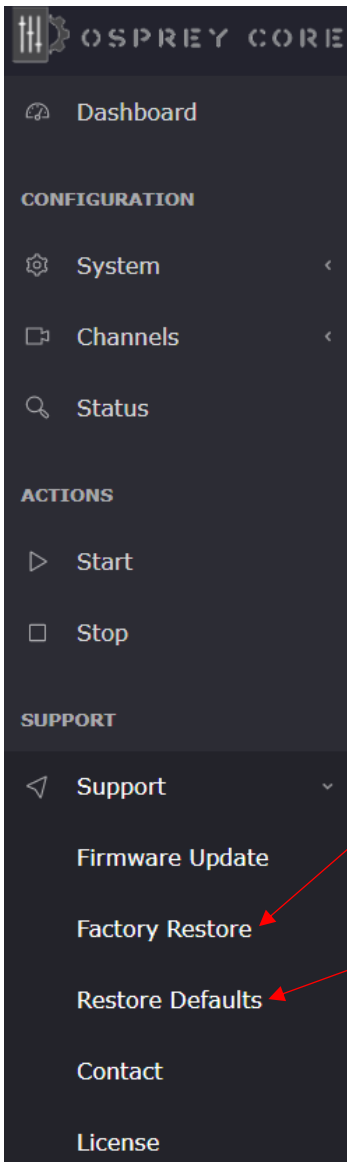 OSPREY CORE
Dashboard
CONFIGURATION
System
Channels
Status
ACTIONS
Start
Stop
SUPPORT
Support
Firmware Update
Factory Restore
Restore Defaults
Contact
License